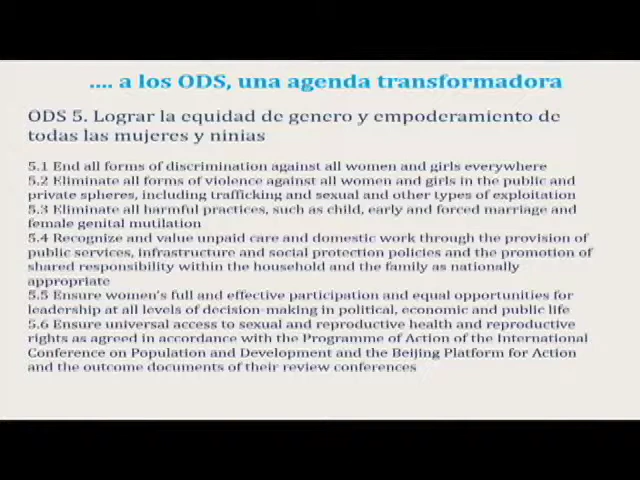 .... a los ODS, una agenda transformadora
ODS 5. Lograr la equidad de genero y empoderamiento de
todas las mujeres y ninias
5.1 End all forms of discrimination against all women and girls everywhere
5.2 Eliminate all forms of violence against all women and girls in the public and
private spheres, including trafficking and sexual and other types of exploitation
5.3 Eliminate all harmful practices, such as child, early and forced marriage and
female genital mutilation
5.4 Recognize and value unpaid care and domestic work through the provision of
public services, infrastructure and social protection policies and the promotion of
shared responsibility within the household and the family as nationally
appropriate
5.5 Ensure women's full and effective participation and equal opportunities for
leadership at all levels of decision-making in political, economic and public life
5.6 Ensure universal access to sexual and reproductive health and reproductive
rights as agreed in accordance with the Programme of Action of the International
Conference on Population and Development and the Beijing Platform for Action
and the outcome documents of their review conferences